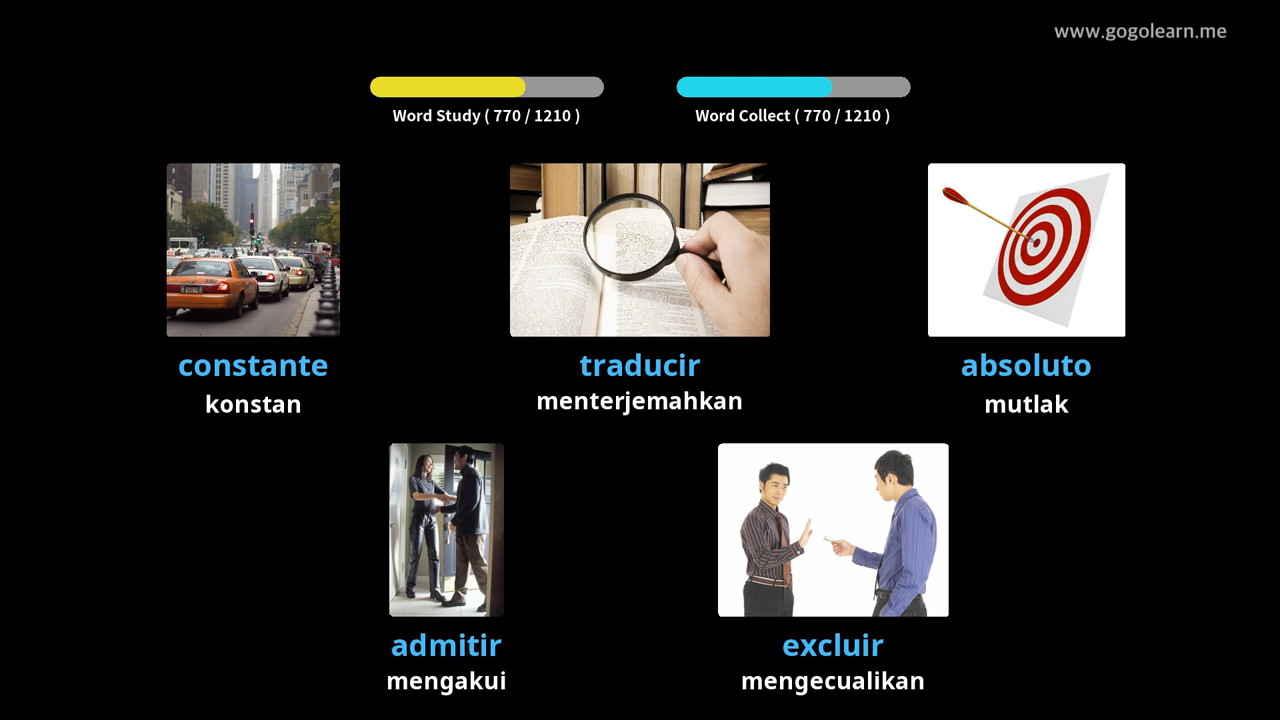 www.gogolearn.me
Word Study ( 770 / 1210 )
Word Collect ( 770 / 1210 )
constante
konstan
traducir
menterjemahkan
absoluto
mutlak
admitir
mengakui
excluir
mengecualikan